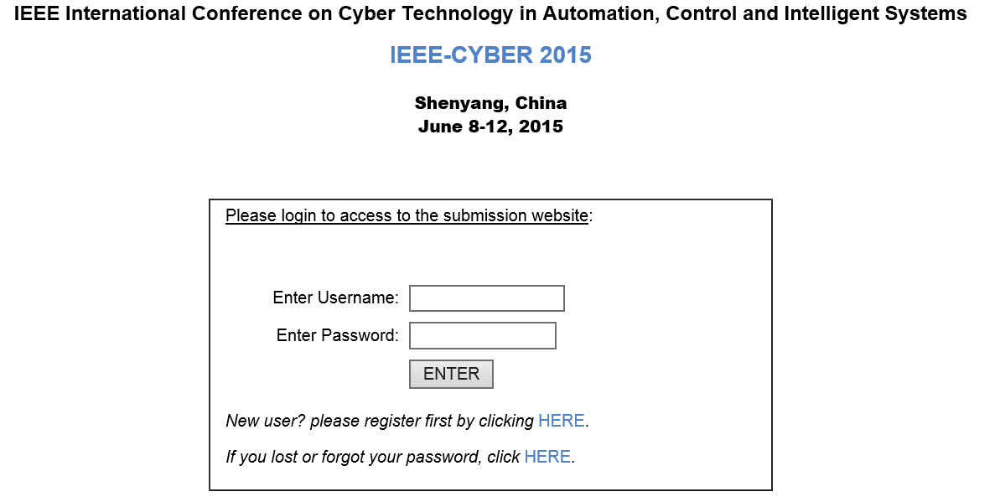 IEEE International Conference on Cyber Technology in Automation, Control and Intelligent Systems
IEEE-CYBER 2015
Shenyang, China
June 8-12, 2015
Please login to access to the submission website:
Enter Username:
Enter Password:
ENTER
New user? please register first by clicking HERE.
If you lost or forgot your password, click HERE.